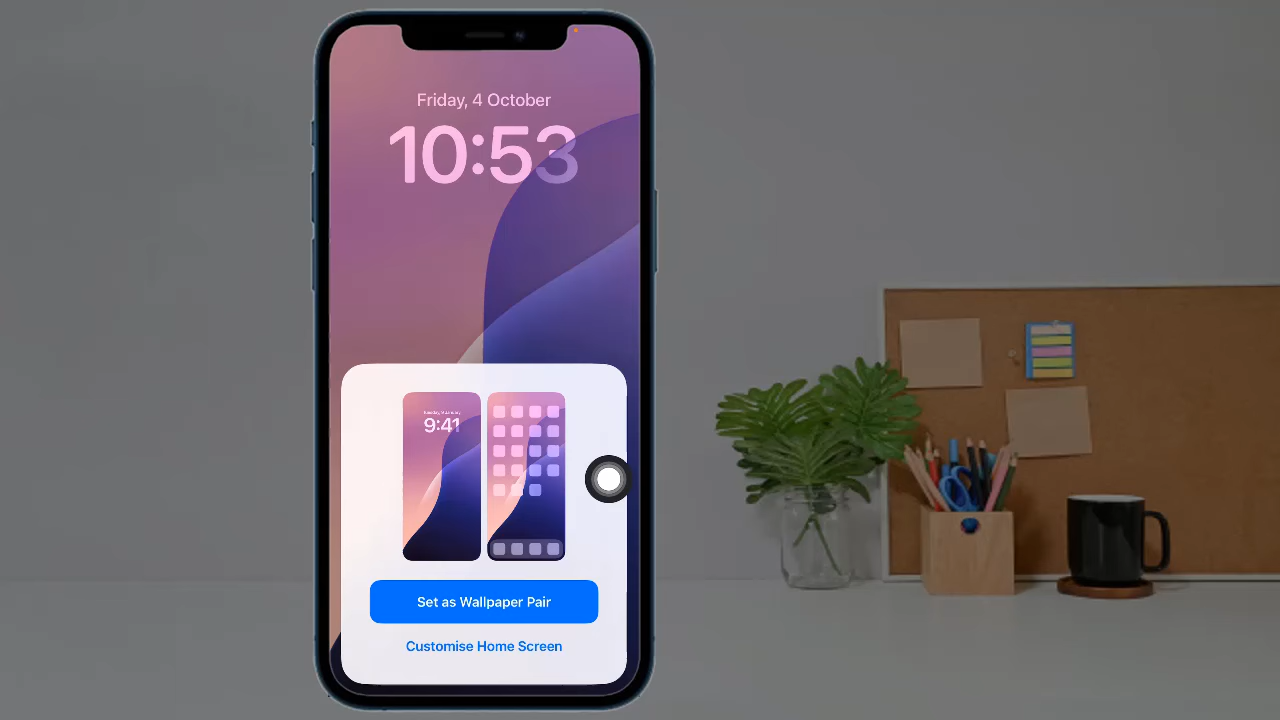 Friday, 4 October
10:53
9:41
Set as Wallpaper Pair
Customise Home Screen